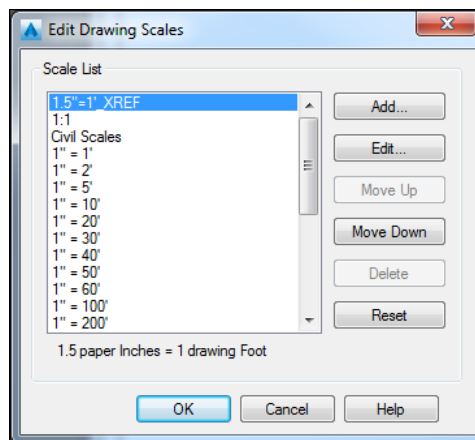 Edit Drawing Scales
Scale List
1.5"=1'_XREF
1:1
Civil Scales
1" = 1'
1" = 2'
1" = 5'
1" = 10'
1" = 20'
1" = 30'
1" = 40'
1" = 50'
1" = 60'
1" = 100'
1" = 200'
Add...
Edit...
Move Up
Move Down
Delete
Reset
1.5 paper Inches = 1 drawing Foot
OK
Cancel
Help